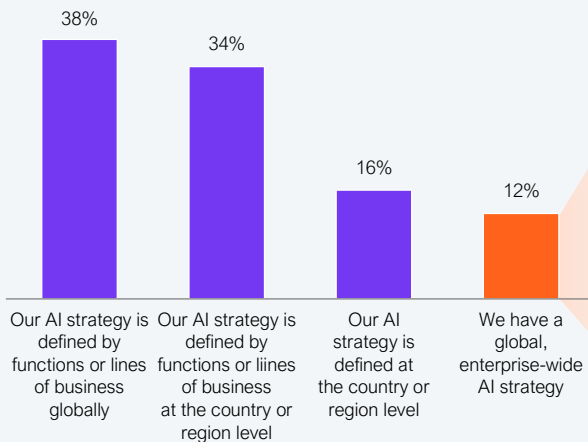 38%
34%
16%
12%
Our AI strategy is
defined by
functions or lines
of business
globally
Our AI strategy is
defined by
functions or liines
of business
at the country or
region level
Our AI
strategy is
defined at
the country or
region level
We have a
global,
enterprise-wide
AI strategy